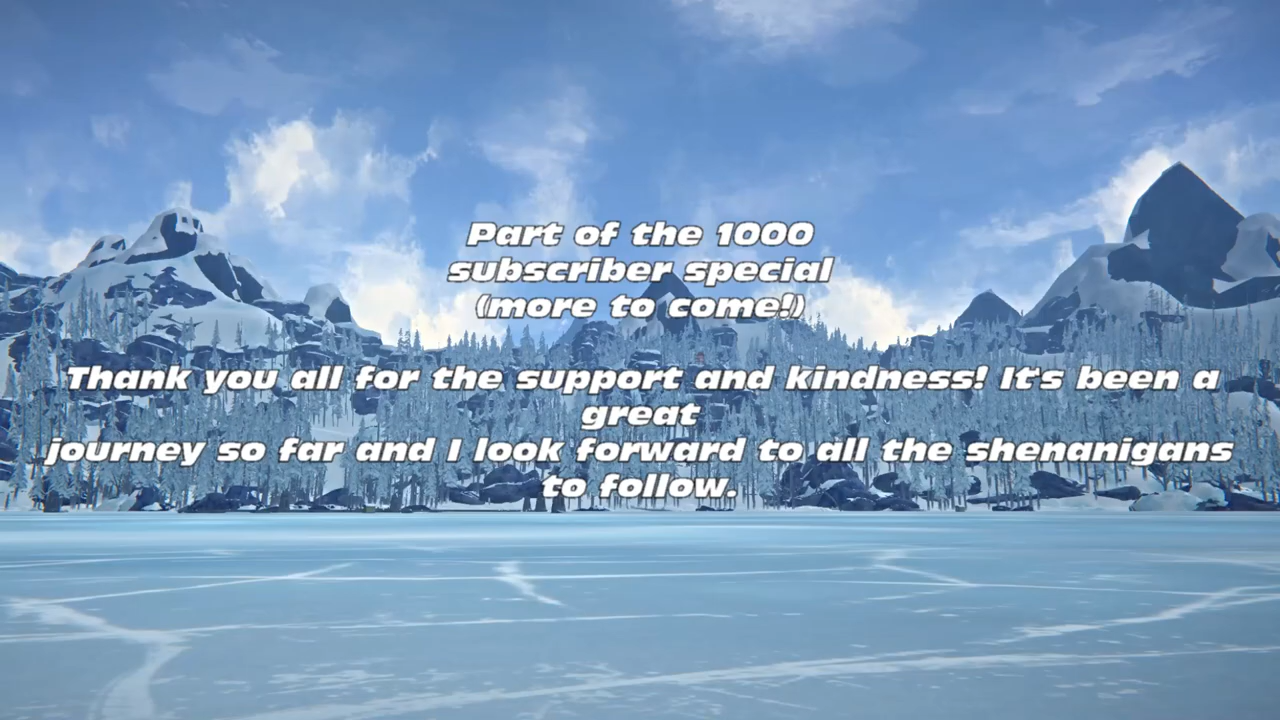 Part of the 1000
subscriber special
(more to come!)
Thank you all for the support and kindness! It's been a
great
journey so far and I look forward to all the shenanigans
to follow.